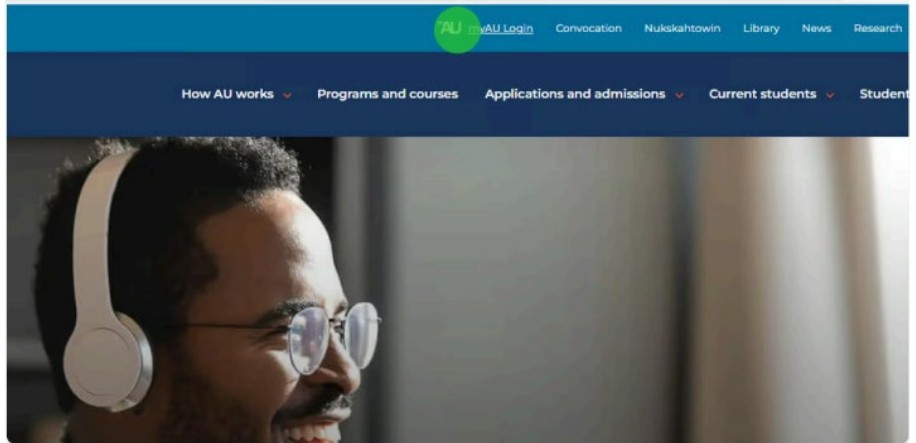 AU myAU Login Convocation Nukskahtowin Library News Research
How AU works Programs and courses Applications and admissions Current students Student